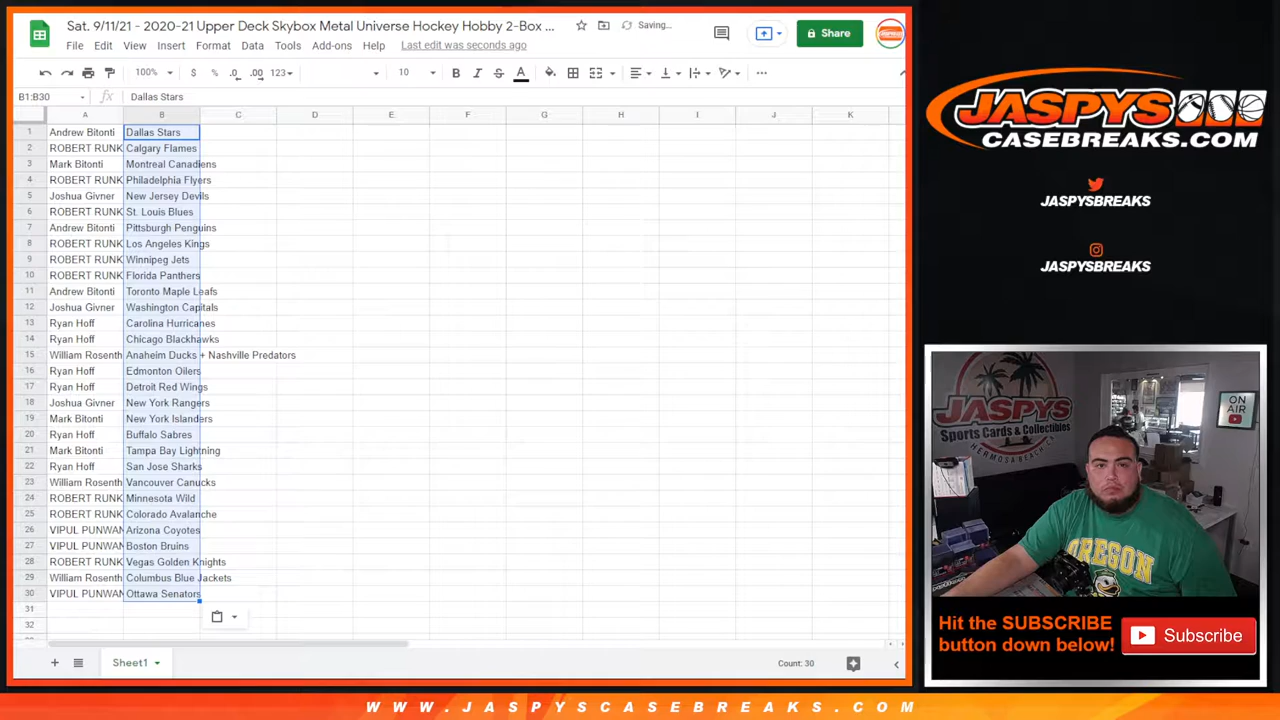 Sat. 9/11/21 - 2020-21 Upper Deck Skybox Metal Universe Hockey Hobby 2-Box ...
Saving...
File Edit View Insert Format Data Tools Add-ons Help Last edit was seconds ago
Share
100% $ % .0 .00 123 10 B I S A
B1:B30 fx Dallas Stars
A B C D E F G H I J K
1 Andrew Bitonti Dallas Stars
2 ROBERT RUNK Calgary Flames
3 Mark Bitonti Montreal Canadiens
4 ROBERT RUNK Philadelphia Flyers
5 Joshua Givner New Jersey Devils
6 ROBERT RUNK St. Louis Blues
7 Andrew Bitonti Pittsburgh Penguins
8 ROBERT RUNK Los Angeles Kings
9 ROBERT RUNK Winnipeg Jets
10 ROBERT RUNK Florida Panthers
11 Andrew Bitonti Toronto Maple Leafs
12 Joshua Givner Washington Capitals
13 Ryan Hoff Carolina Hurricanes
14 Ryan Hoff Chicago Blackhawks
15 William Rosenth Anaheim Ducks + Nashville Predators
16 Ryan Hoff Edmonton Oilers
17 Ryan Hoff Detroit Red Wings
18 Joshua Givner New York Rangers
19 Mark Bitonti New York Islanders
20 Ryan Hoff Buffalo Sabres
21 Mark Bitonti Tampa Bay Lightning
22 Ryan Hoff San Jose Sharks
23 William Rosenth Vancouver Canucks
24 ROBERT RUNK Minnesota Wild
25 ROBERT RUNK Colorado Avalanche
26 VIPUL PUNWAN Arizona Coyotes
27 VIPUL PUNWAN Boston Bruins
28 ROBERT RUNK Vegas Golden Knights
29 William Rosenth Columbus Blue Jackets
30 VIPUL PUNWAN Ottawa Senators
31
32
Sheet1
Count: 30
JASPYS
CASEBREAKS.COM
JASPYSBREAKS
JASPYSBREAKS
JASPYS
Sports Cards & Collectibles
HERMOSA BEACH, CA
ON
AIR
OREGON
Hit the SUBSCRIBE
button down below!
Subscribe
WWW.JASPYSCASEBREAKS.COM